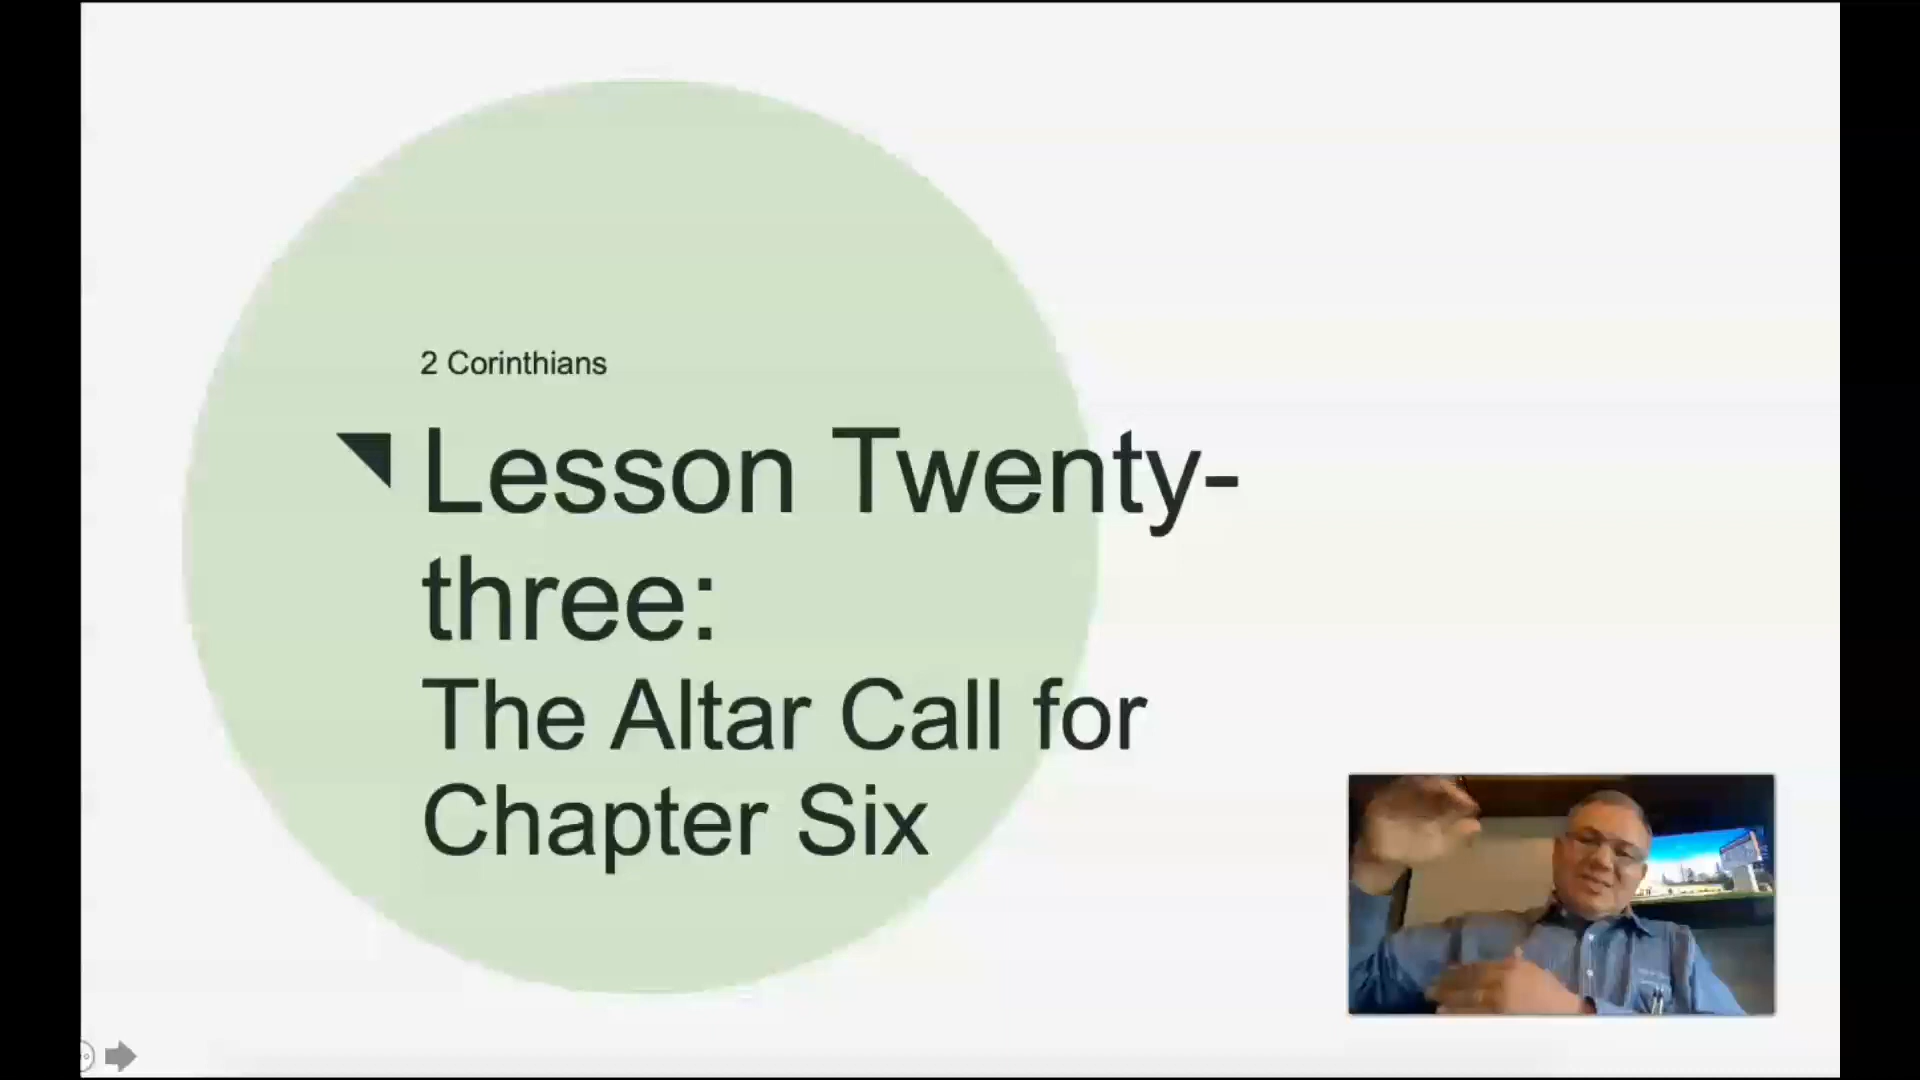 2 Corinthians
Lesson Twenty-
three:
The Altar Call for
Chapter Six